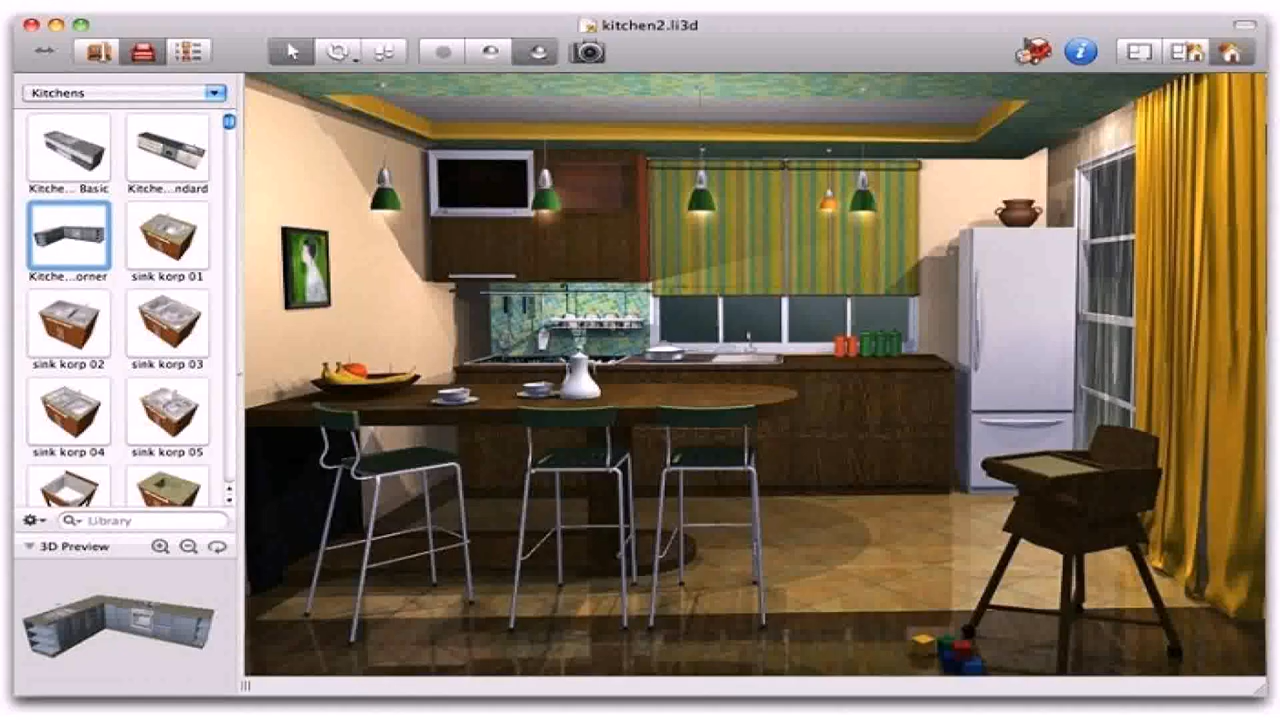 kitchen2.li3d
Kitchens
Kitche... Basic
Kitche...ndard
Kitche...orner
sink korp 01
sink korp 02
sink korp 03
sink korp 04
sink korp 05
Library
3D Preview